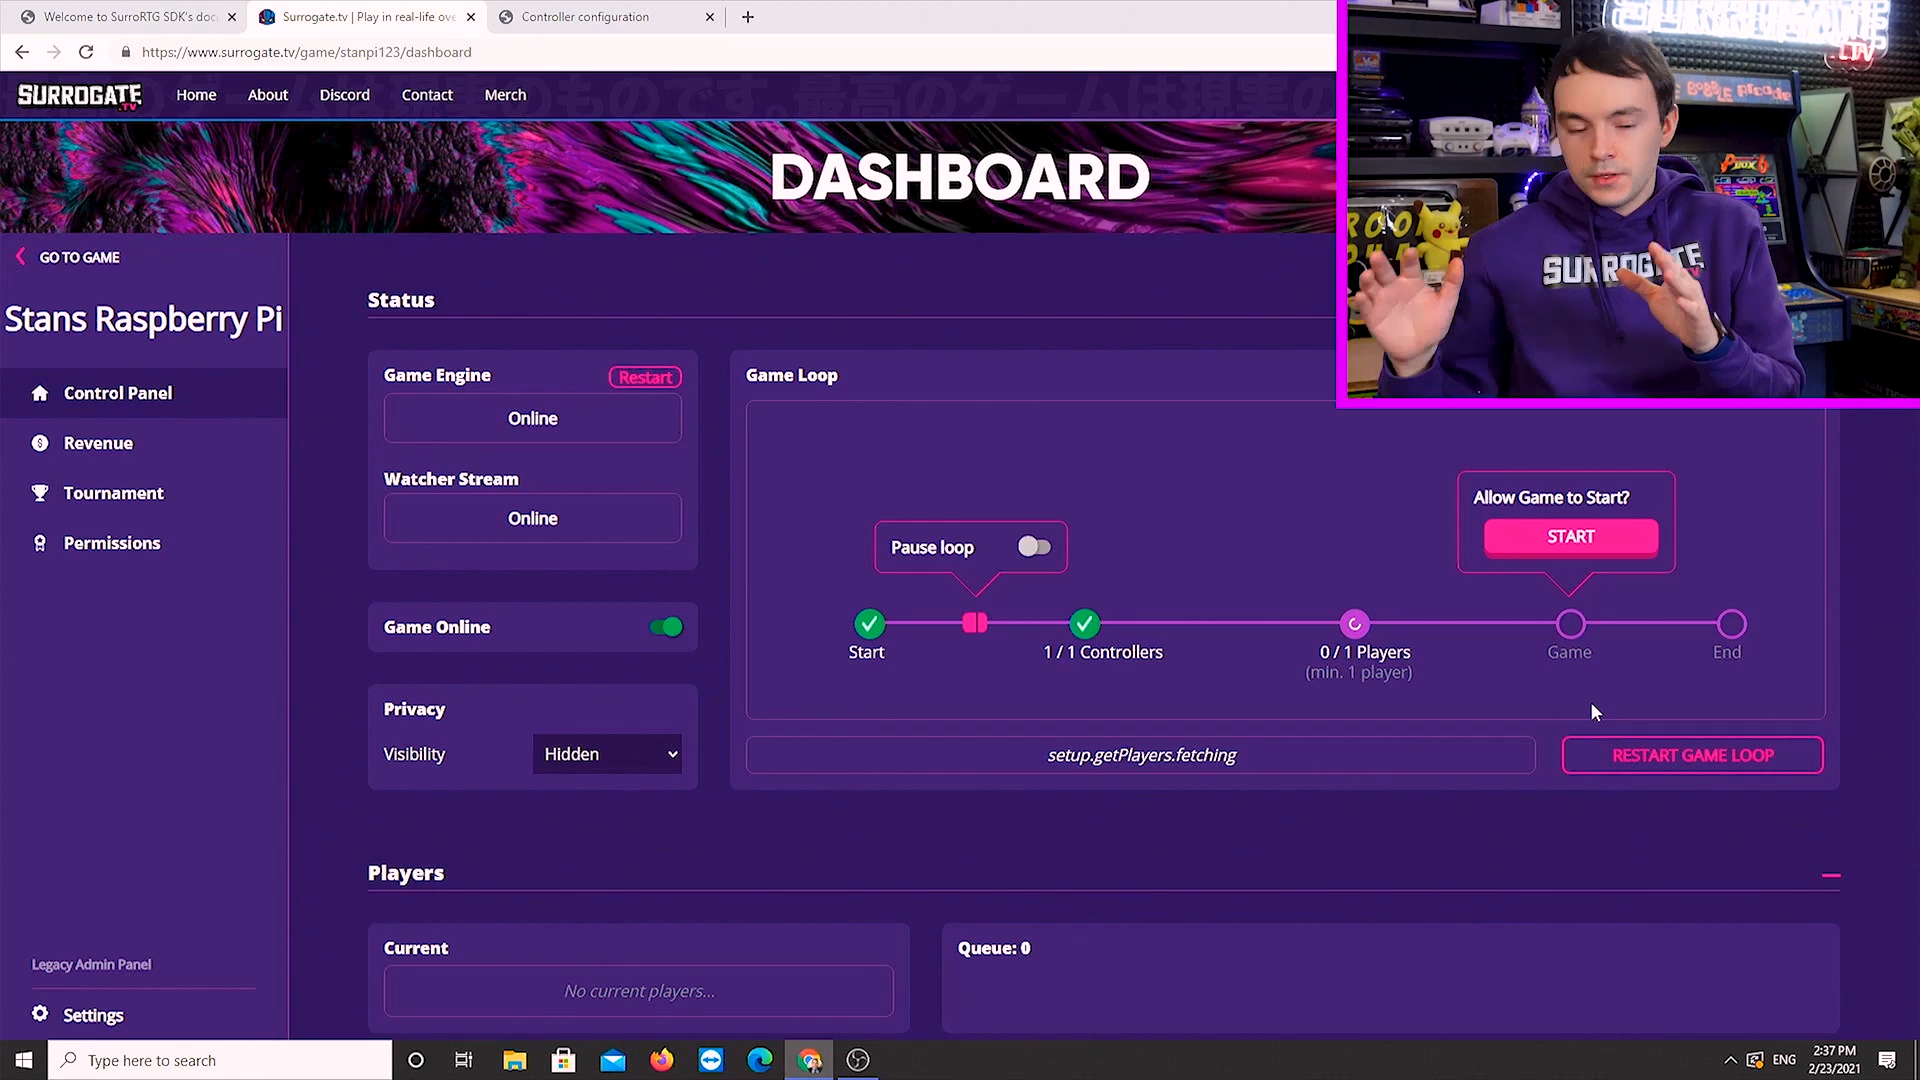 Welcome to SurroRTG SDK's doc
Surrogate.tv | Play in real-life ove
Controller configuration
https://www.surrogate.tv/game/stanpi123/dashboard
SURROGATE.TV
Home
About
Discord
Contact
Merch
DASHBOARD
GO TO GAME
Stans Raspberry Pi
Control Panel
Revenue
Tournament
Permissions
Legacy Admin Panel
Settings
Status
Game Engine
Restart
Online
Watcher Stream
Online
Game Online
Privacy
Visibility
Hidden
Game Loop
Pause loop
Allow Game to Start?
START
Start
1 / 1 Controllers
0 / 1 Players
(min. 1 player)
Game
End
setup.getPlayers.fetching
RESTART GAME LOOP
Players
Current
No current players...
Queue: 0
SURROGATE
Type here to search
ENG
2:37 PM
2/23/2021